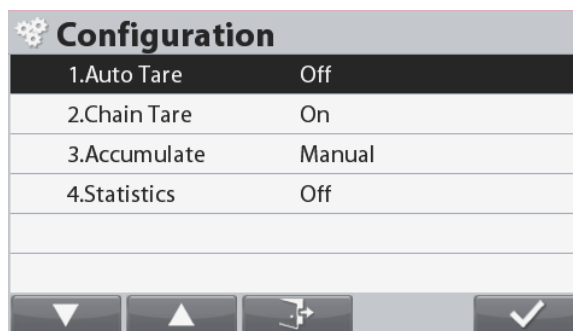 Configuration
1.Auto Tare Off
2.Chain Tare On
3.Accumulate Manual
4.Statistics Off